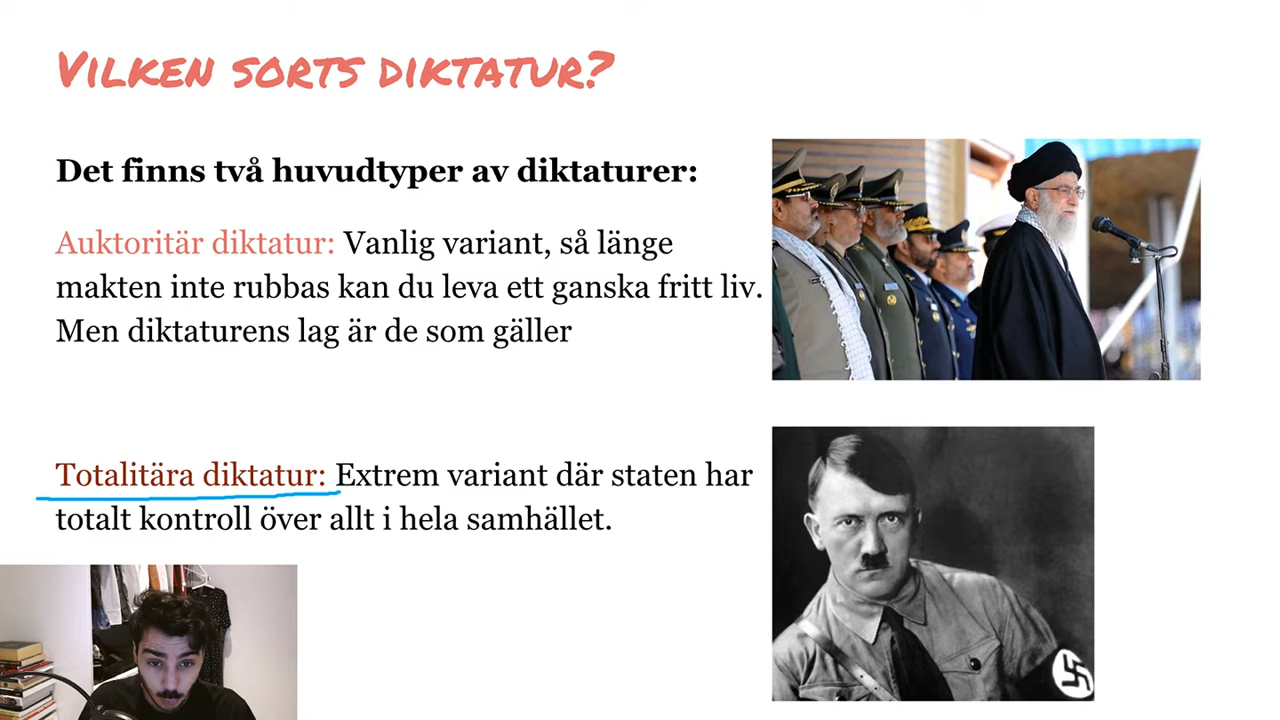 VILKEN SORTS DIKTATUR?
Det finns två huvudtyper av diktaturer:
Auktoritär diktatur: Vanlig variant, så länge
makten inte rubbas kan du leva ett ganska fritt liv.
Men diktaturens lag är de som gäller
Totalitära diktatur: Extrem variant där staten har
totalt kontroll över allt i hela samhället.